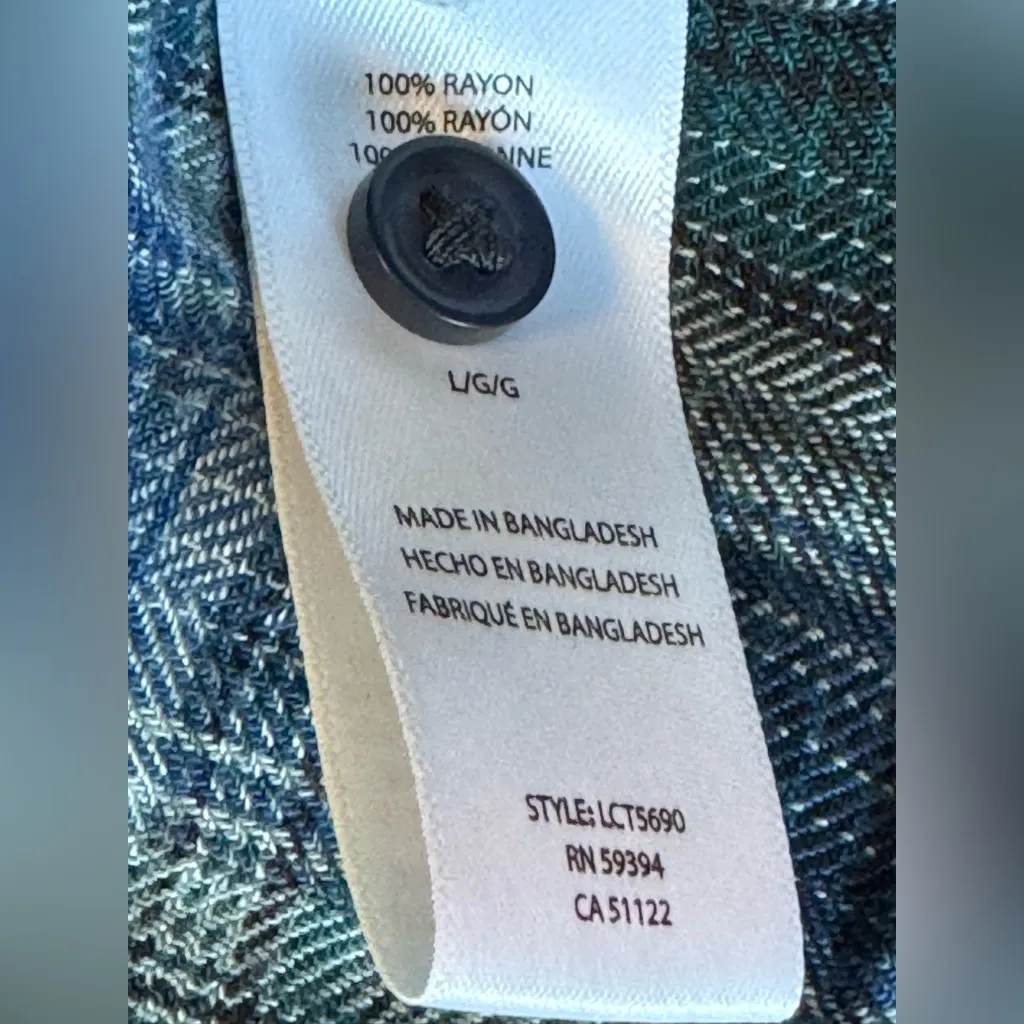 100% RAYON
100% RAYÓN
L/G/G
MADE IN BANGLADESH
HECHO EN BANGLADESH
FABRIQUÉ EN BANGLADESH
STYLE: LCT5690
RN 59394
CA 51122